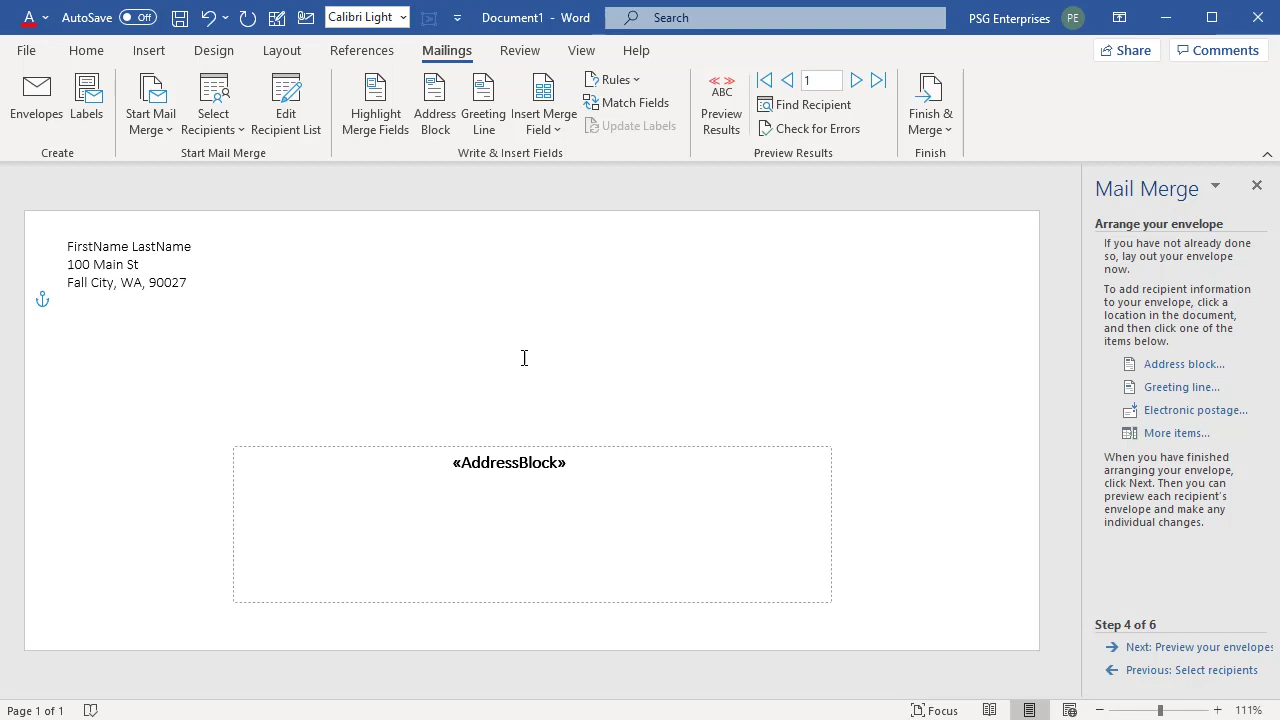 A AutoSave Off Calibri Light Document1 - Word Search PSG Enterprises PE
File Home Insert Design Layout References Mailings Review View Help Share Comments
Envelopes
Labels
Create
Start Mail
Merge
Select
Recipients
Edit
Recipient List
Start Mail Merge
Highlight
Merge Fields
Address
Block
Greeting
Line
Insert Merge
Field
Rules
Match Fields
Update Labels
Write & Insert Fields
ABC
Preview
Results
1
Find Recipient
Check for Errors
Preview Results
Finish &
Merge
Finish
FirstName LastName
100 Main St
Fall City, WA, 90027
«AddressBlock»
Mail Merge
Arrange your envelope
If you have not already done
so, lay out your envelope
now.
To add recipient information
to your envelope, click a
location in the document,
and then click one of the
items below.
Address block...
Greeting line...
Electronic postage...
More items...
When you have finished
arranging your envelope,
click Next. Then you can
preview each recipient's
envelope and make any
individual changes.
Step 4 of 6
Next: Preview your envelopes
Previous: Select recipients
Page 1 of 1 Focus 111%